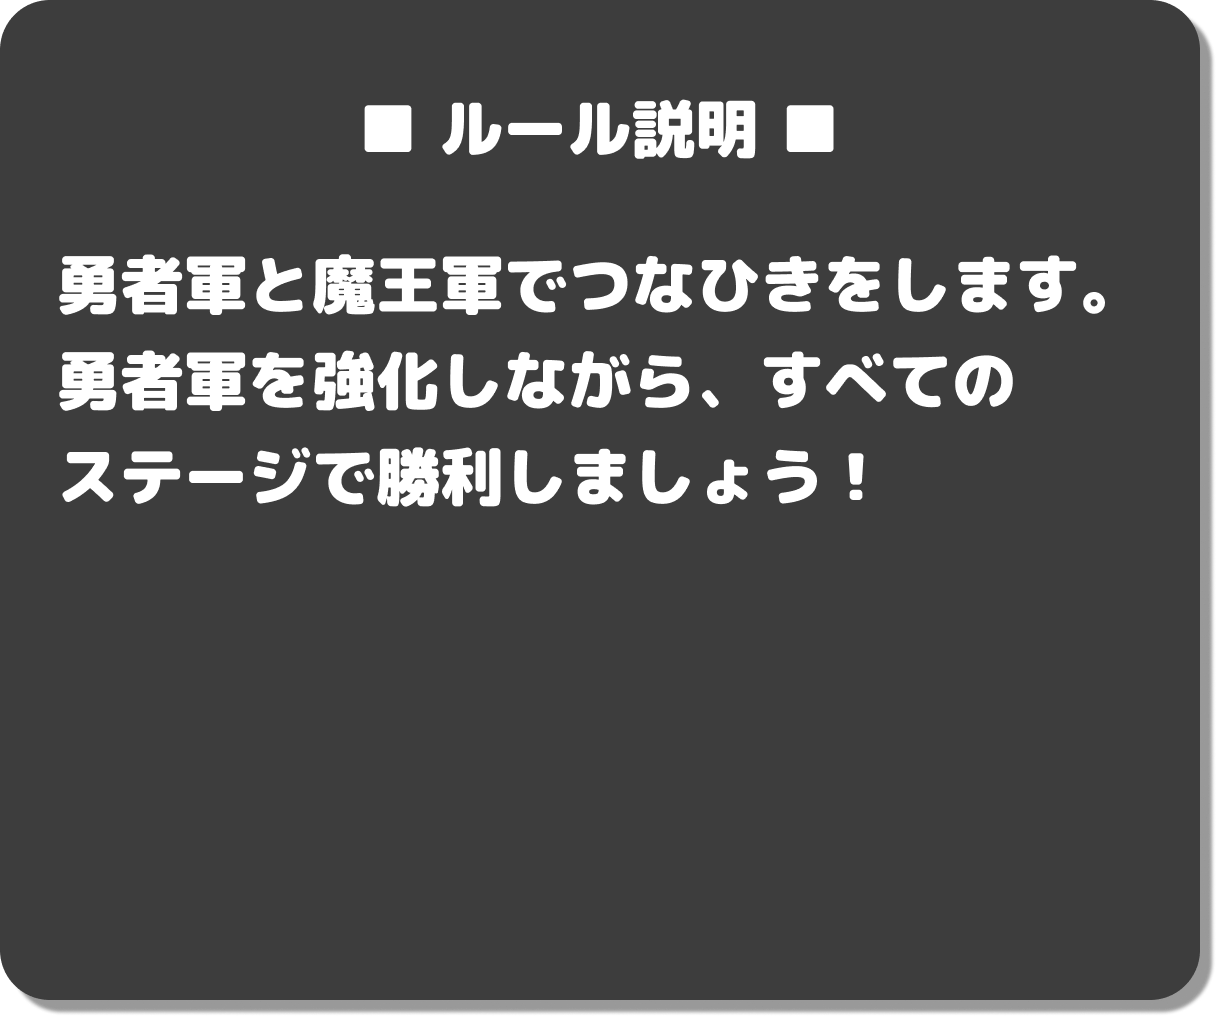 ■ ルール説明 ■
勇者軍と魔王軍でつなひきをします。
勇者軍を強化しながら、すべての
ステージで勝利しましょう！